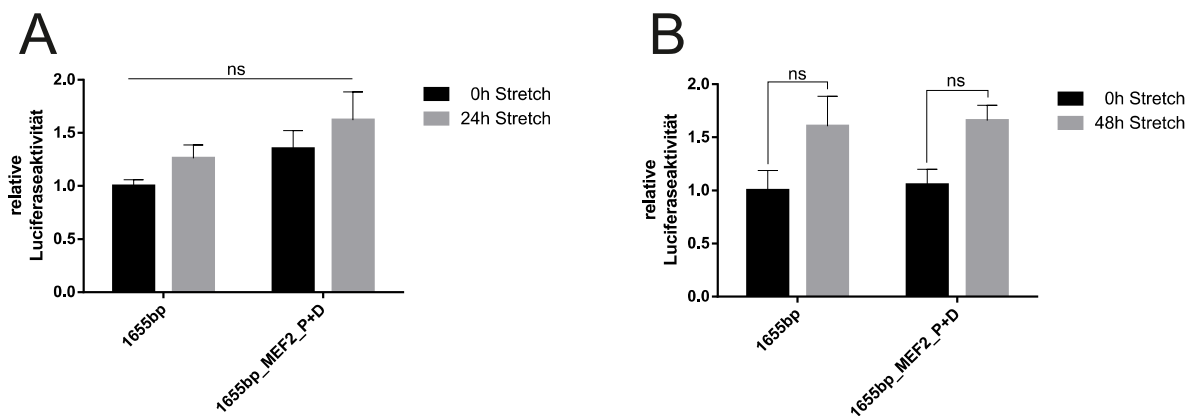 A
ns
2.0
1.5
1.0
0.5
0.0
relative
Luciferaseaktivität
1655bp
1655bp_MEF2_P+D
0h Stretch
24h Stretch
B
ns
ns
2.0
1.5
1.0
0.5
0.0
relative
Luciferaseaktivität
1655bp
1655bp_MEF2_P+D
0h Stretch
48h Stretch